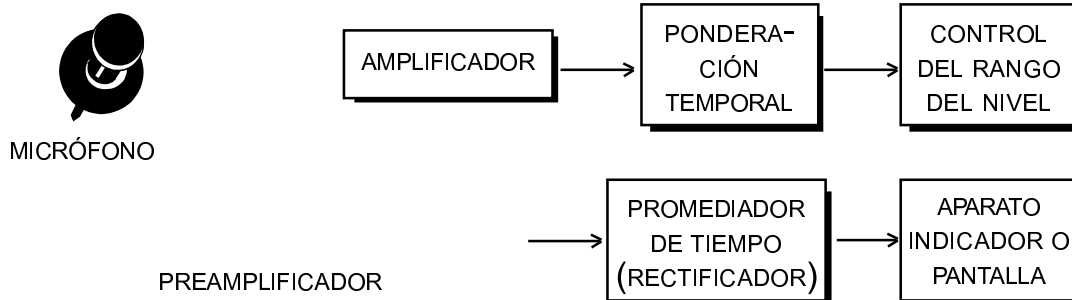 MICRÓFONO
AMPLIFICADOR
PONDERA-
CIÓN
TEMPORAL
CONTROL
DEL RANGO
DEL NIVEL
PREAMPLIFICADOR
PROMEDIADOR
DE TIEMPO
(RECTIFICADOR)
APARATO
INDICADOR O
PANTALLA